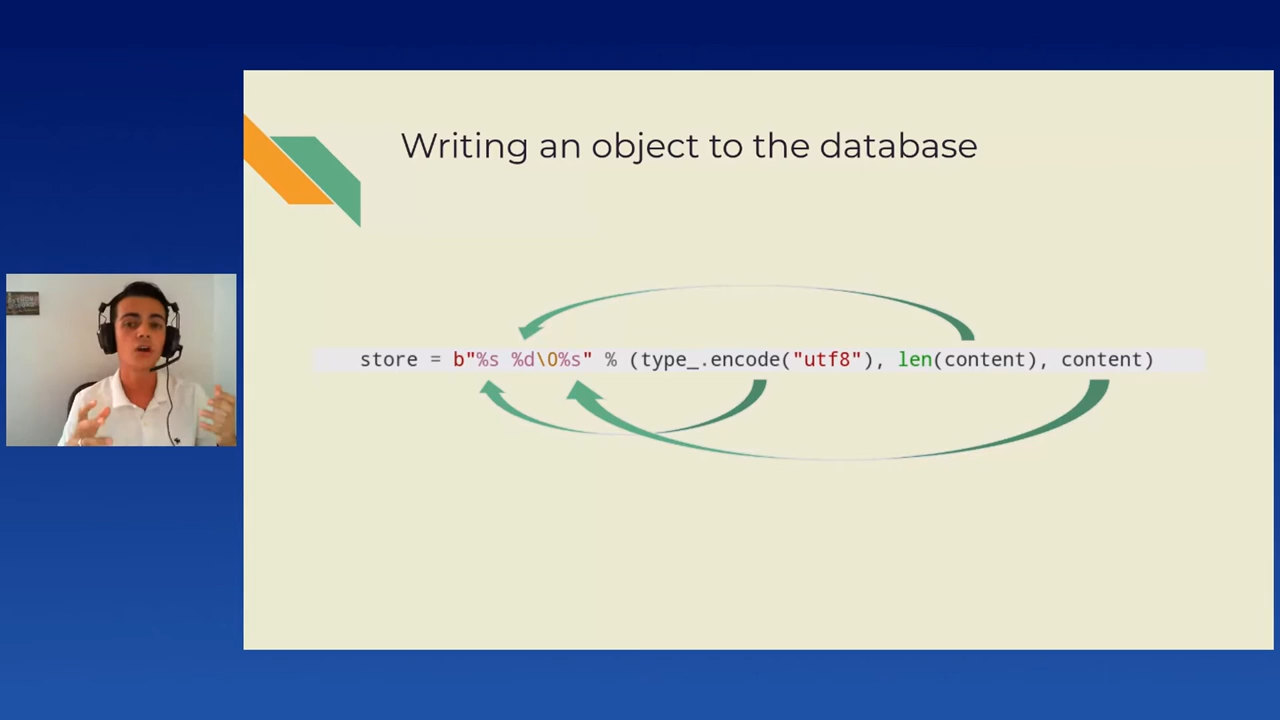 Writing an object to the database
store = b"%s %d\0%s" % (type_.encode("utf8"), len(content), content)